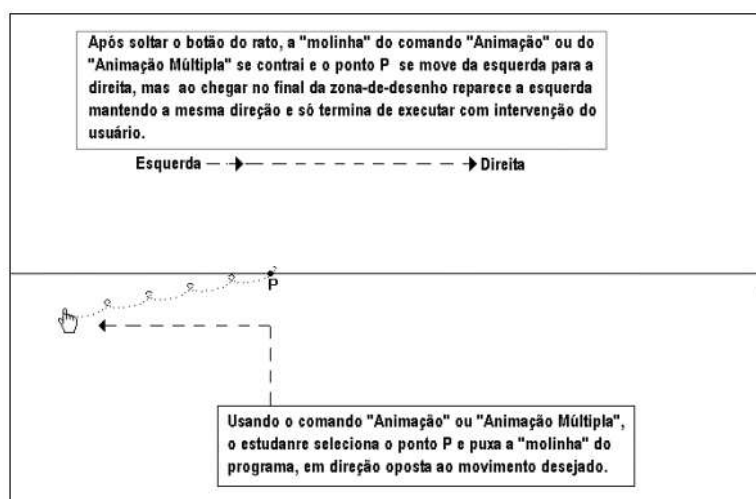 Após soltar o botão do rato, a "molinha" do comando "Animação" ou do
"Animação Múltipla" se contrai e o ponto P se move da esquerda para a
direita, mas ao chegar no final da zona-de-desenho reparece a esquerda
mantendo a mesma direção e só termina de executar com intervenção do
usuário.
Esquerda Direita
P
Usando o comando "Animação" ou "Animação Múltipla",
o estudanre seleciona o ponto P e puxa a "molinha" do
programa, em direção oposta ao movimento desejado.